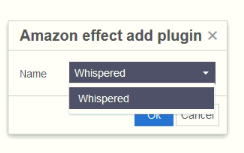 Amazon effect add plugin ×
Name Whispered
Whispered
Ok Cancel